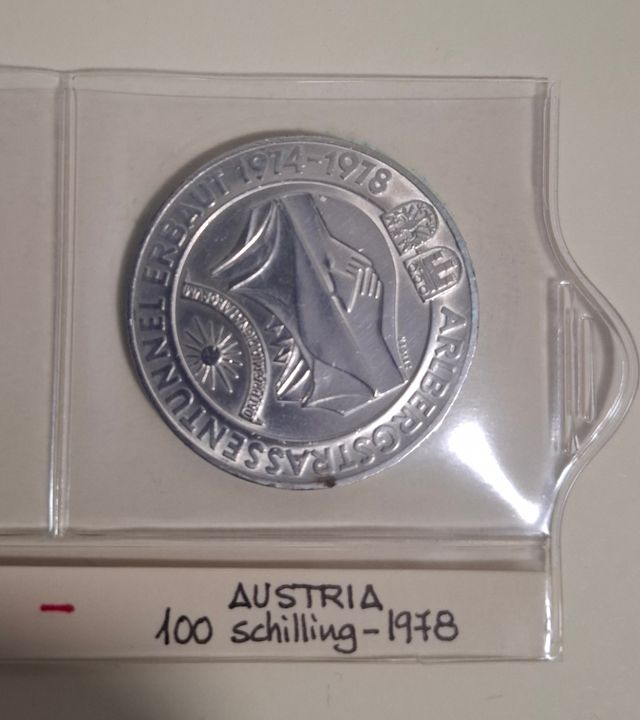 ARLBERGSTRASSENTUNNEL ERBAUT 1974-1978
AUSTRIA
100 schilling-1978